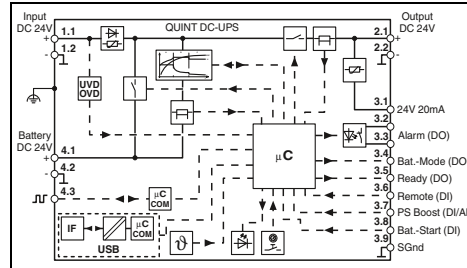 Input
DC 24V
QUINT DC-UPS
Output
DC 24V
1.1
+
1.2
-
2.1
+
2.2
-
UVD
OVD
3.1
24V 20mA
3.2
3.3
Alarm (DO)
Battery
DC 24V
4.1
+
4.2
-
4.3
µC
3.4
Bat.-Mode (DO
3.5
Ready (DO)
3.6
Remote (DI)
3.7
PS Boost (DI/AI
3.8
Bat.-Start (DI)
3.9
SGnd
µC
COM
IF
µC
COM
USB
ϑ